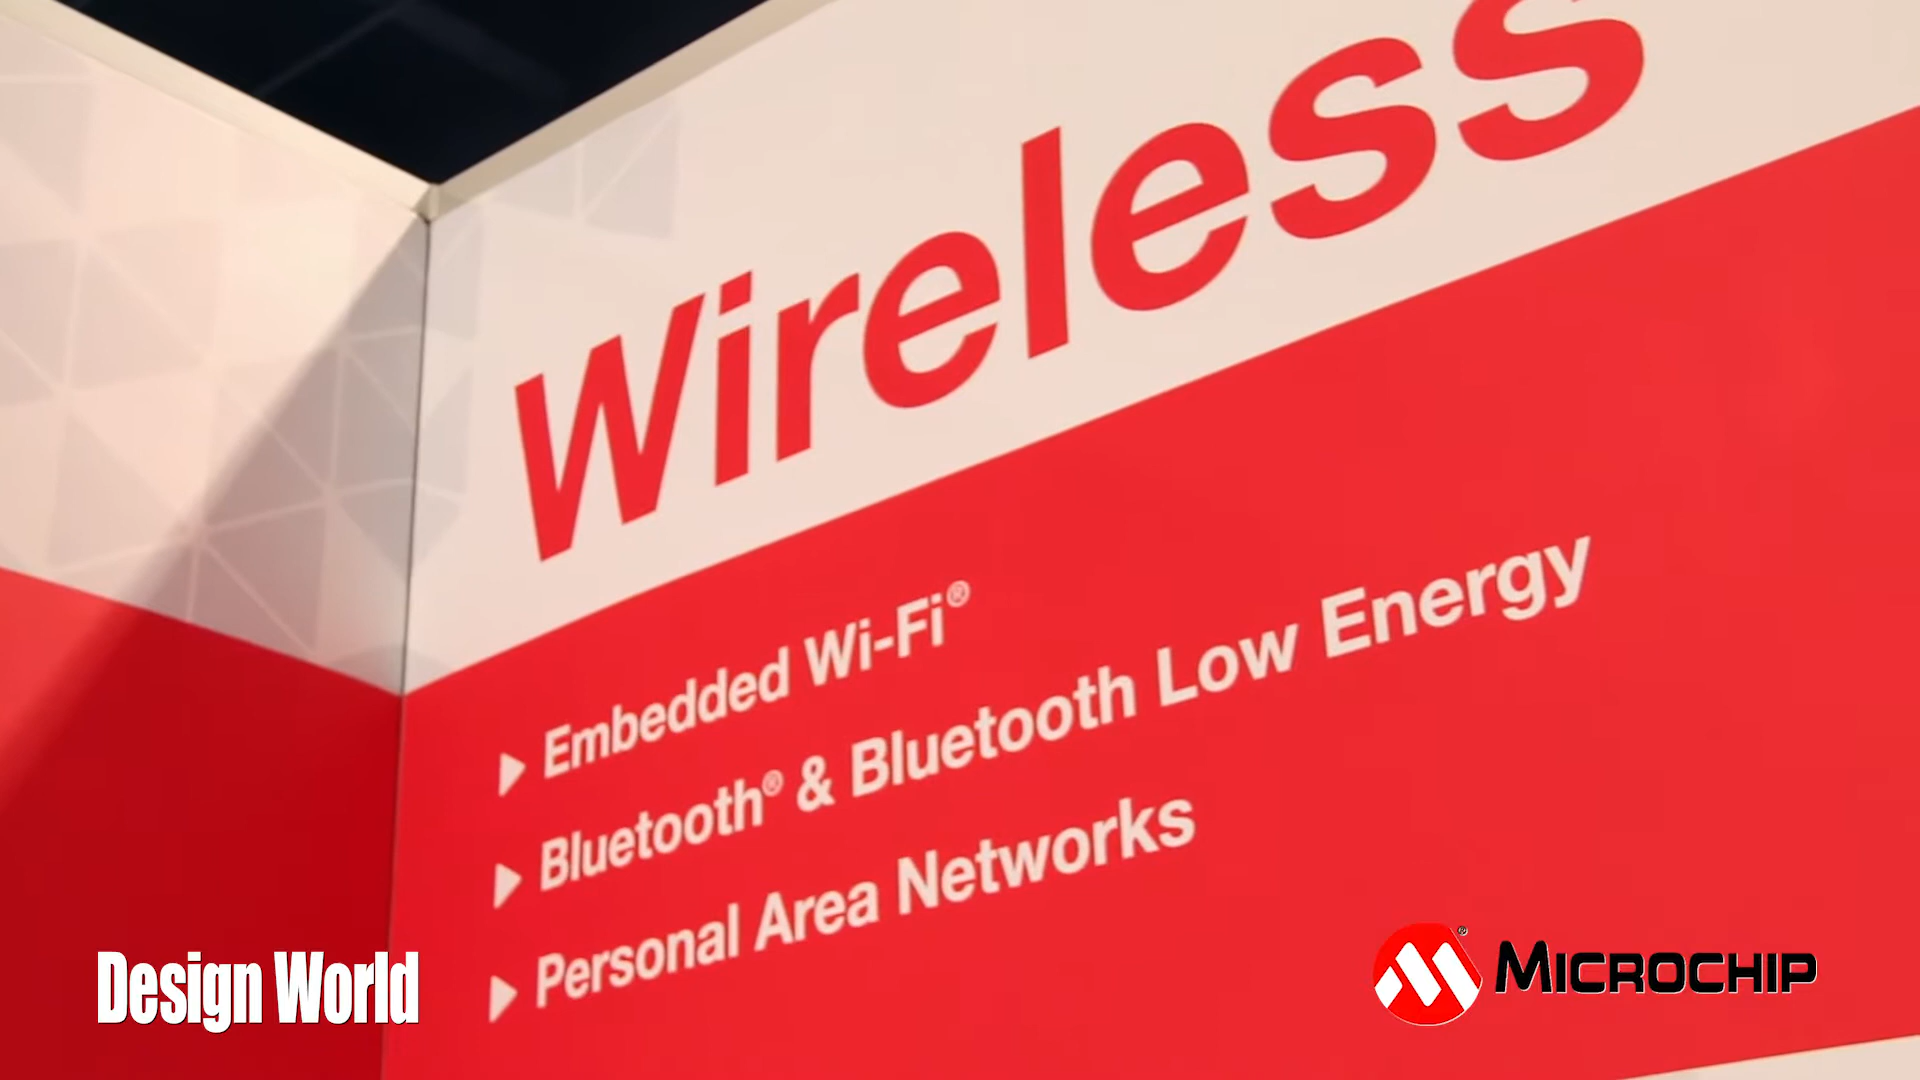 Wireless
Embedded Wi-Fi®
Bluetooth® & Bluetooth Low Energy
Personal Area Networks
Design World
MICROCHIP®